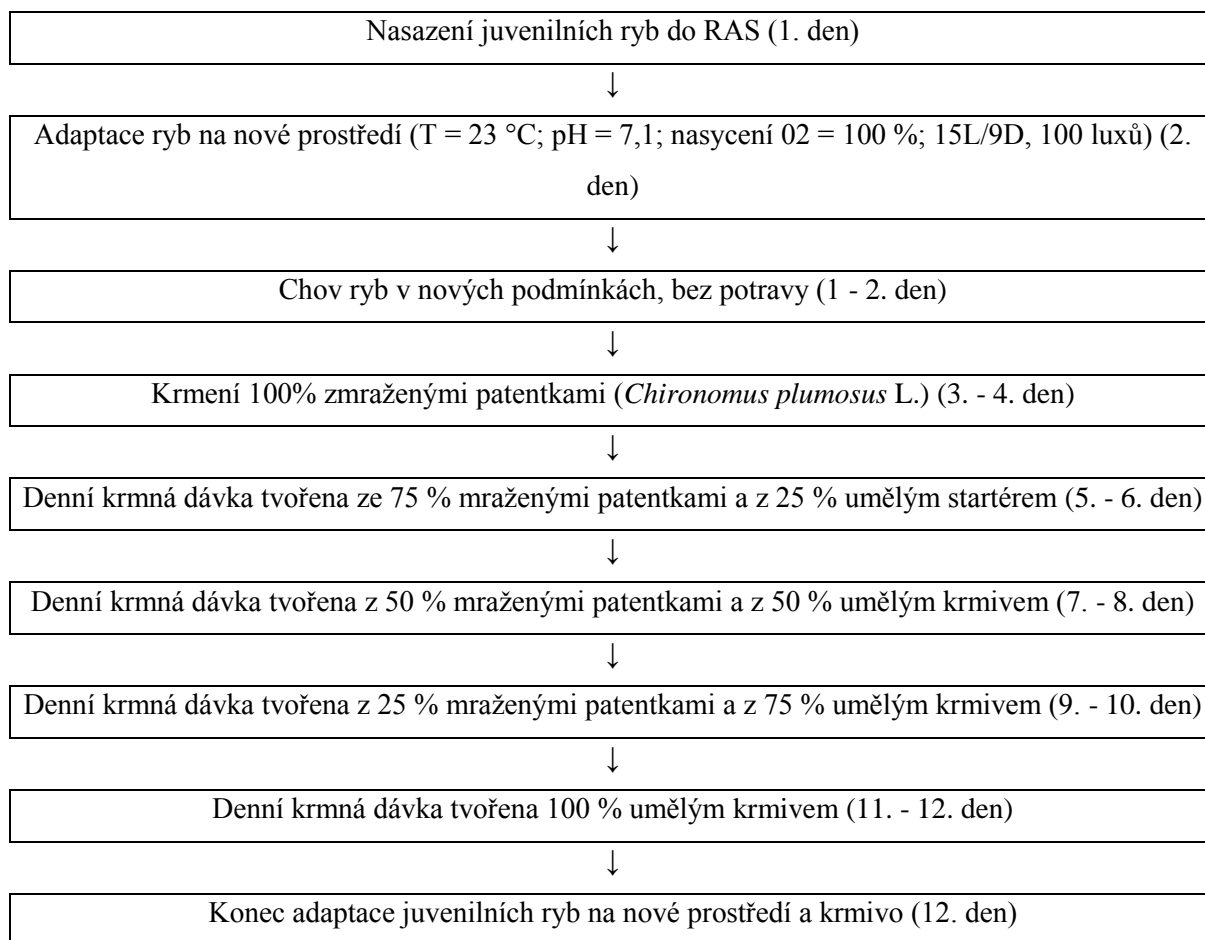 Nasazení juvenilních ryb do RAS (1. den)
↓
Adaptace ryb na nové prostředí (T = 23 °C; pH = 7,1; nasycení 02 = 100 %; 15L/9D, 100 luxů) (2.
den)
↓
Chov ryb v nových podmínkách, bez potravy (1 - 2. den)
↓
Krmení 100% zmraženými patentkami (Chironomus plumosus L.) (3. - 4. den)
↓
Denní krmná dávka tvořena ze 75 % mraženými patentkami a z 25 % umělým startérem (5. - 6. den)
↓
Denní krmná dávka tvořena z 50 % mraženými patentkami a z 50 % umělým krmivem (7. - 8. den)
↓
Denní krmná dávka tvořena z 25 % mraženými patentkami a z 75 % umělým krmivem (9. - 10. den)
↓
Denní krmná dávka tvořena 100 % umělým krmivem (11. - 12. den)
↓
Konec adaptace juvenilních ryb na nové prostředí a krmivo (12. den)